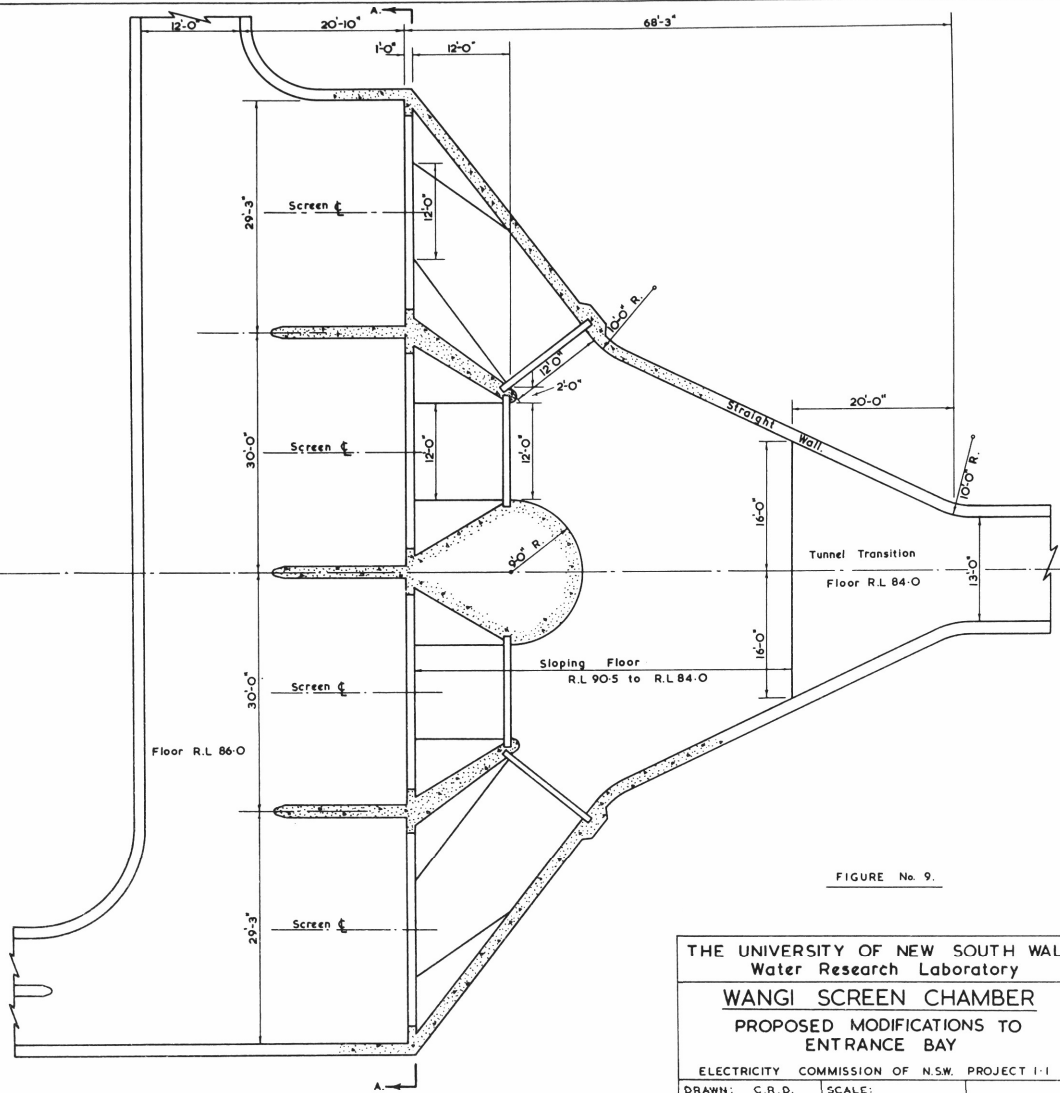 A.
12'-0"
20'-10"
68'-3"
1'-0"
12'-0"
29'-3"
Screen ℄
12'-0"
10'-0" R.
12'-0"
2'-0"
20'-0"
Straight Wall.
30'-0"
Screen ℄
12'-0"
12'-0"
10'-0" R.
16'-0"
9'-0" R.
Tunnel Transition
Floor R.L 84·0
13'-0"
16'-0"
Sloping Floor
R.L 90·5 to R.L 84·0
30'-0"
Screen ℄
Floor R.L 86·0
29'-3"
Screen ℄
A.
FIGURE No. 9.
THE UNIVERSITY OF NEW SOUTH WAL
Water Research Laboratory
WANGI SCREEN CHAMBER
PROPOSED MODIFICATIONS TO
ENTRANCE BAY
ELECTRICITY COMMISSION OF N.S.W. PROJECT 1·1
DRAWN: C.R.D. SCALE: